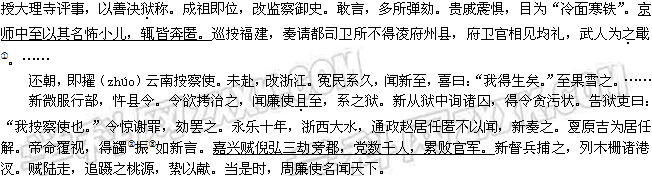 授大理寺评事，以善决狱称。成祖即位，改监察御史。敢言，多所弹劾。贵戚震惧，目为“冷面寒铁”。京
师中至以其名怖小儿，辄皆奔匿。巡按福建，奏请都司卫所不得凌府州县，府卫官相见均礼，武人为之戢
①。……
还朝，即擢（zhuó）云南按察使。未赴，改浙江。冤民系久，闻新至，喜曰：“我得生矣。”至果雪之。……
新微服行部，忤县令。令欲拷治之，闻廉使且至，系之狱。新从狱中询诸囚，得令贪污状。告狱吏曰：
“我按察使也。”令惊谢罪，劾罢之。永乐十年，浙西大水，通政赵居任匿不以闻，新奏之。夏原吉为居任
解。帝命覆视，得蠲②振③如新言。嘉兴贼倪弘三劫旁郡，党数千人，累败官军。新督兵捕之，列木栅诸港
汊。贼陆走，追蹑之桃源，絷以献。当是时，周廉使名闻天下。